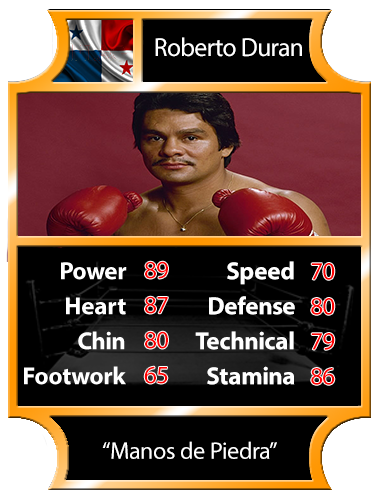 Roberto Duran
Power 89 Speed 70
Heart 87 Defense 80
Chin 80 Technical 79
Footwork 65 Stamina 86
“Manos de Piedra”